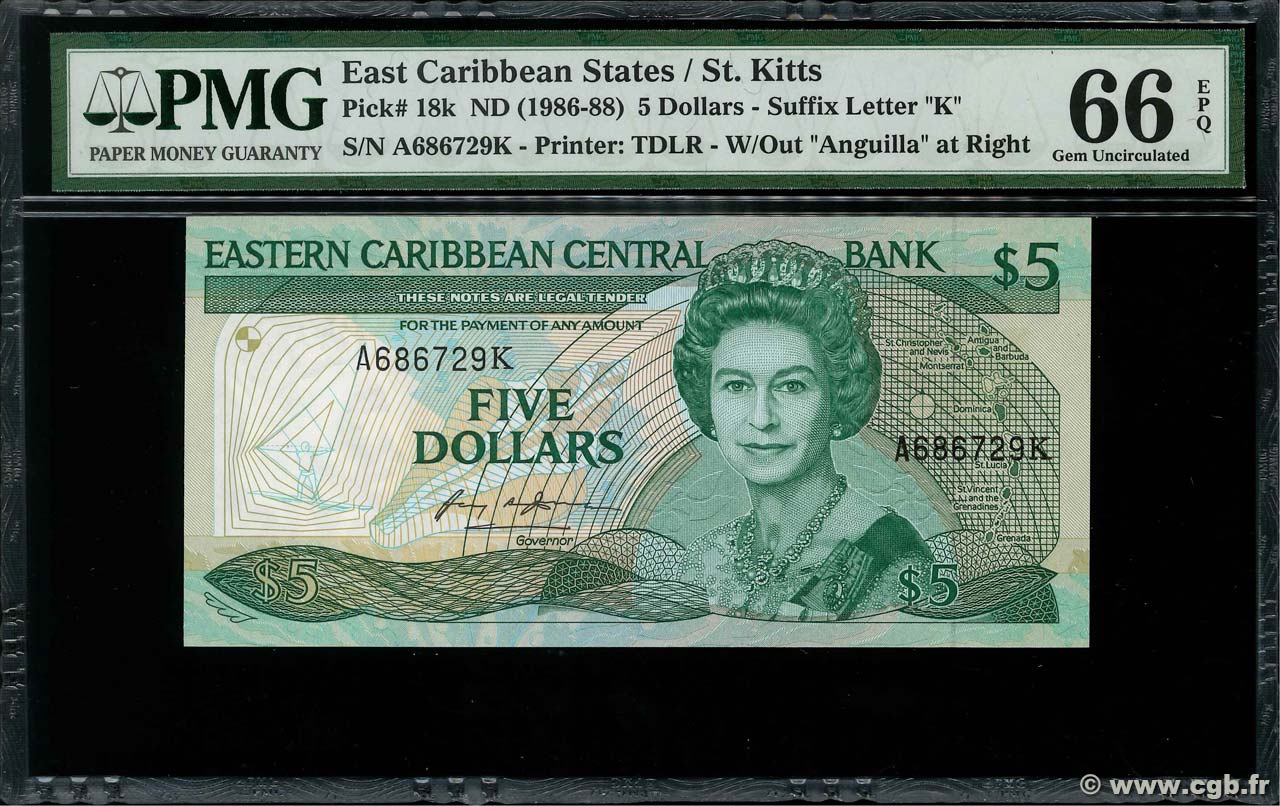 PMG
PAPER MONEY GUARANTY
East Caribbean States / St. Kitts
Pick# 18k ND (1986-88) 5 Dollars - Suffix Letter "K"
S/N A686729K - Printer: TDLR - W/Out "Anguilla" at Right
66
EPQ
Gem Uncirculated
EASTERN CARIBBEAN CENTRAL BANK
$5
THESE NOTES ARE LEGAL TENDER
FOR THE PAYMENT OF ANY AMOUNT
A686729K
FIVE
DOLLARS
Governor
St Christopher
and Nevis
Antigua
and
Barbuda
Montserrat
Dominica
A686729K
St. Lucia
St. Vincent
and the
Grenadines
Grenada
$5
$5
© www.cgb.fr